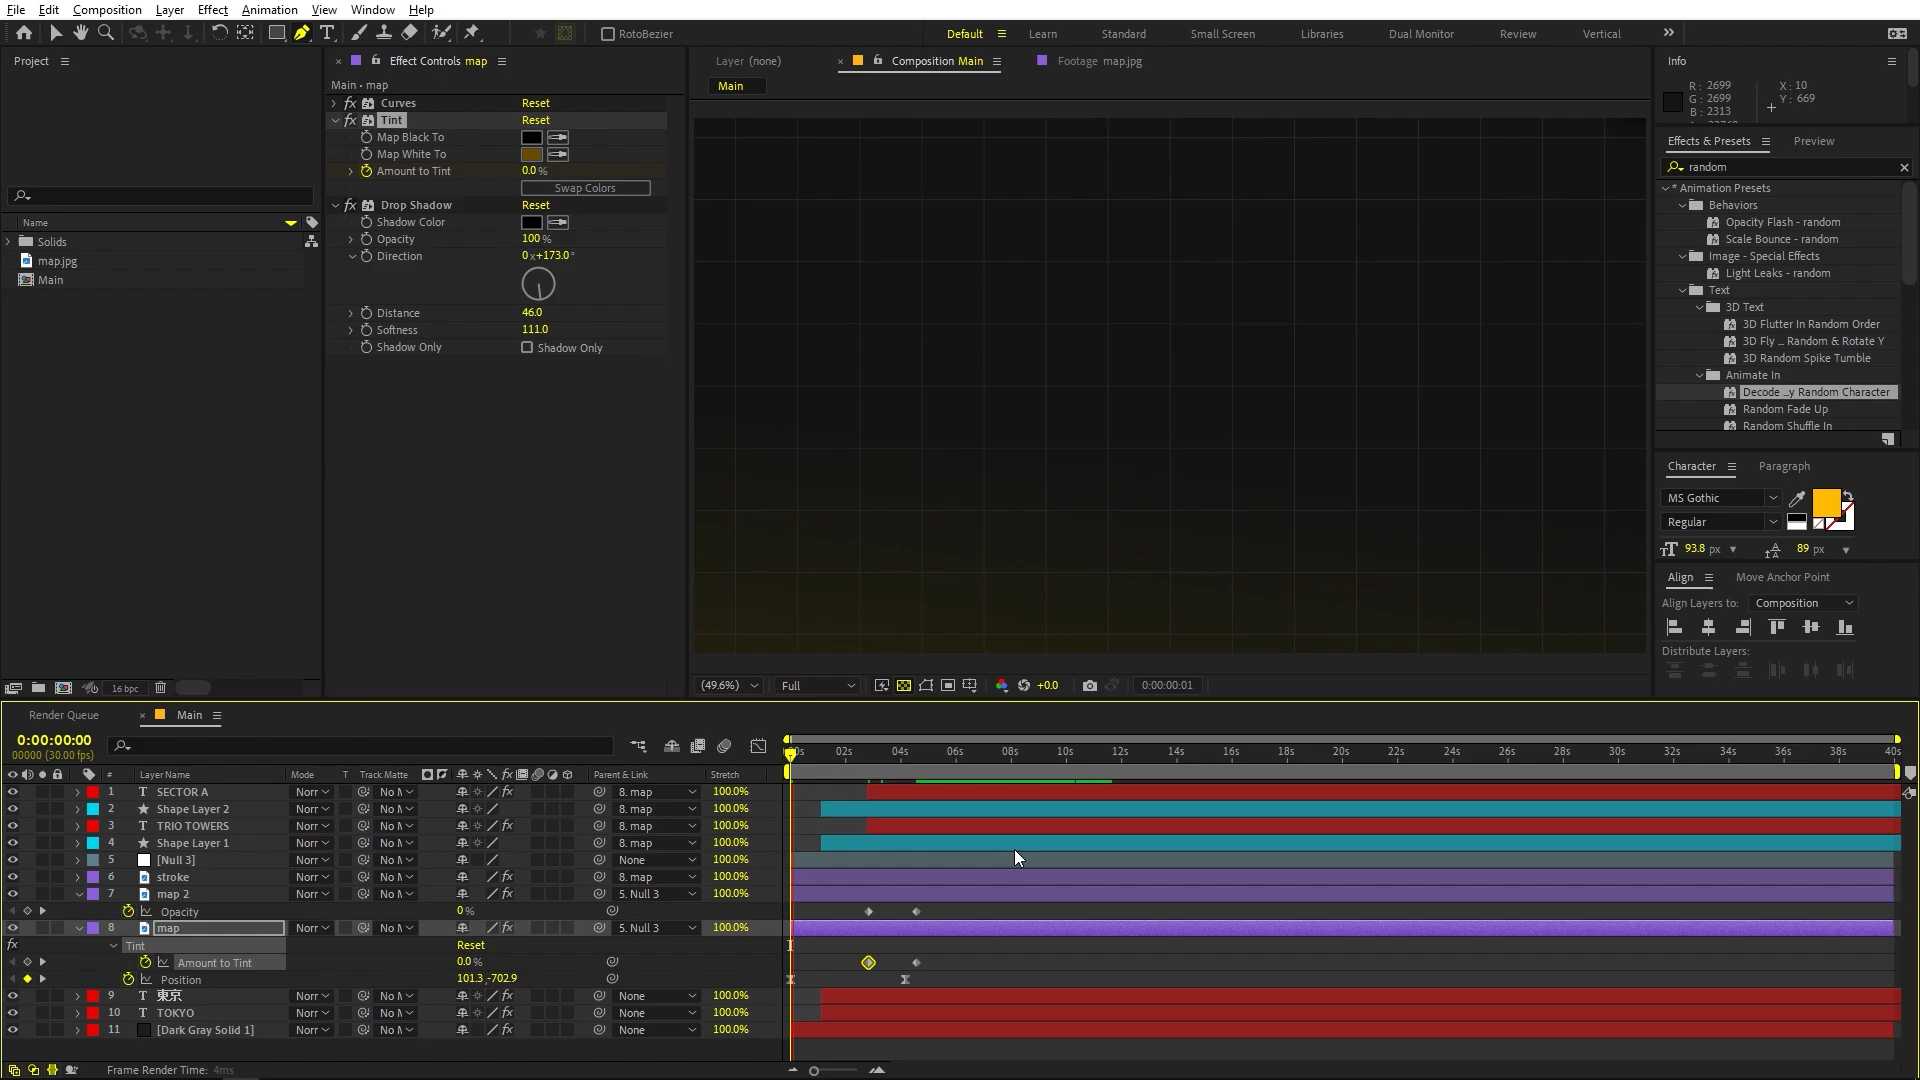 File Edit Composition Layer Effect Animation View Window Help
RotoBezier
Default Learn Standard Small Screen Libraries Dual Monitor Review Vertical
Project
Name
Solids
map.jpg
Main
16 bpc
Effect Controls map
Main • map
Curves Reset
Tint Reset
Map Black To
Map White To
Amount to Tint 0.0 %
Swap Colors
Drop Shadow Reset
Shadow Color
Opacity 100 %
Direction 0 x+173.0 °
Distance 46.0
Softness 111.0
Shadow Only Shadow Only
Layer (none) Composition Main Footage map.jpg
Main
(49.6%) Full +0.0 0:00:00:01
Info
R : 2699
G : 2699
B : 2313
X : 10
Y : 669
Effects & Presets Preview
random
* Animation Presets
Behaviors
Opacity Flash - random
Scale Bounce - random
Image - Special Effects
Light Leaks - random
Text
3D Text
3D Flutter In Random Order
3D Fly ... Random & Rotate Y
3D Random Spike Tumble
Animate In
Decode ...y Random Character
Random Fade Up
Random Shuffle In
Character Paragraph
MS Gothic
Regular
93.8 px 89 px
Align Move Anchor Point
Align Layers to: Composition
Distribute Layers:
Render Queue Main
0:00:00:00
00000 (30.00 fps)
# Layer Name Mode T Track Matte Parent & Link Stretch
02s 04s 06s 08s 10s 12s 14s 16s 18s 20s 22s 24s 26s 28s 30s 32s 34s 36s 38s 40s
1 T SECTOR A Norr No M 8. map 100.0%
2 Shape Layer 2 Norr No M 8. map 100.0%
3 T TRIO TOWERS Norr No M 8. map 100.0%
4 Shape Layer 1 Norr No M 8. map 100.0%
5 [Null 3] Norr No M None 100.0%
6 stroke Norr No M 8. map 100.0%
7 map 2 Norr No M 5. Null 3 100.0%
Opacity 0 %
8 map Norr No M 5. Null 3 100.0%
Tint Reset
Amount to Tint 0.0 %
Position 101.3 ,-702.9
9 T 東京 Norr No M None 100.0%
10 T TOKYO Norr No M None 100.0%
11 [Dark Gray Solid 1] Norr No M None 100.0%
Frame Render Time: 4ms